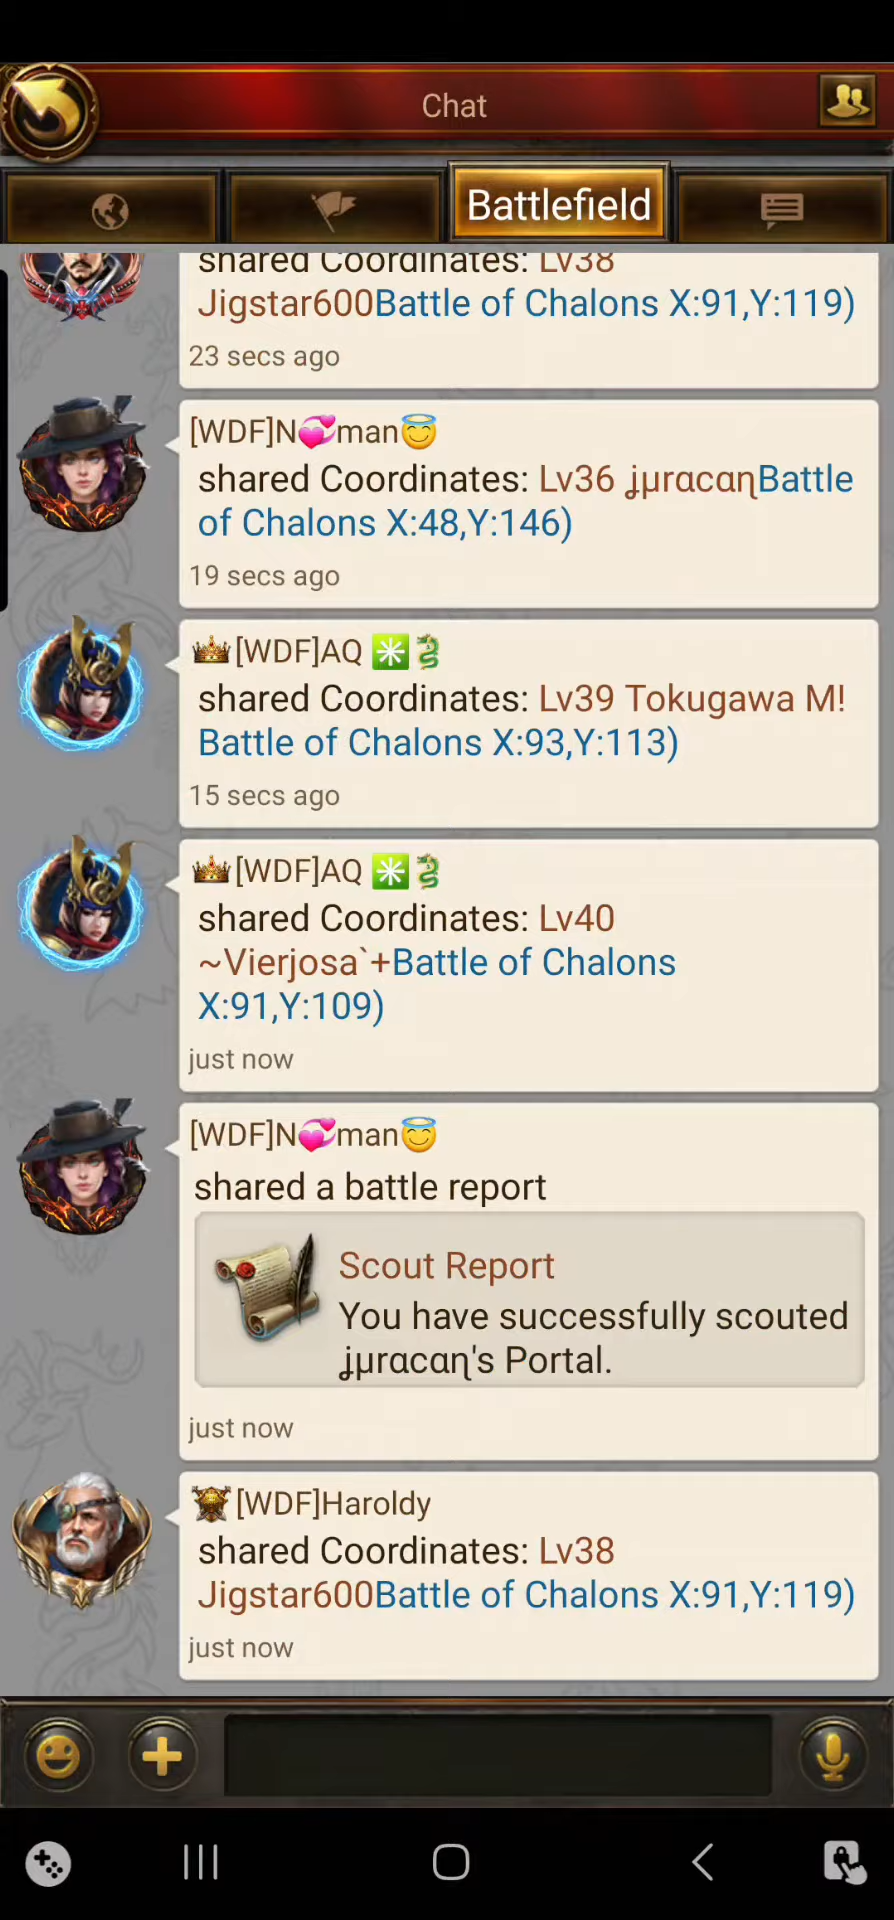 Chat
Battlefield
shared Coordinates: Lv38
Jigstar600Battle of Chalons X:91,Y:119)
23 secs ago
[WDF]N💞man😇
shared Coordinates: Lv36 ʝμɾαcαɳBattle
of Chalons X:48,Y:146)
19 secs ago
[WDF]AQ ✳️🐉
shared Coordinates: Lv39 Tokugawa M!
Battle of Chalons X:93,Y:113)
15 secs ago
[WDF]AQ ✳️🐉
shared Coordinates: Lv40
~Vierjosa`+Battle of Chalons
X:91,Y:109)
just now
[WDF]N💞man😇
shared a battle report
Scout Report
You have successfully scouted
ʝμɾαcαɳ's Portal.
just now
[WDF]Haroldy
shared Coordinates: Lv38
Jigstar600Battle of Chalons X:91,Y:119)
just now